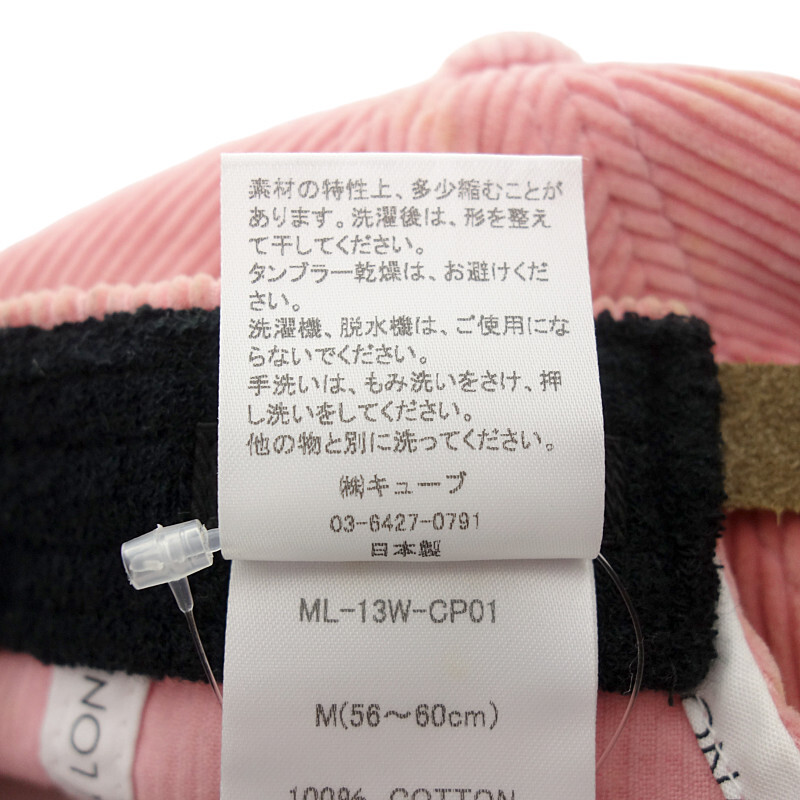 素材の特性上、多少縮むことが
あります。洗濯後は、形を整え
て干してください。
タンブラー乾燥は、お避けくだ
さい。
洗濯機、脱水機は、ご使用にな
らないでください。
手洗いは、もみ洗いをさけ、押
し洗いをしてください。
他の物と別に洗ってください。
㈱キューブ
03-6427-0791
日本製
ML-13W-CP01
M(56～60cm)
100% COTTON